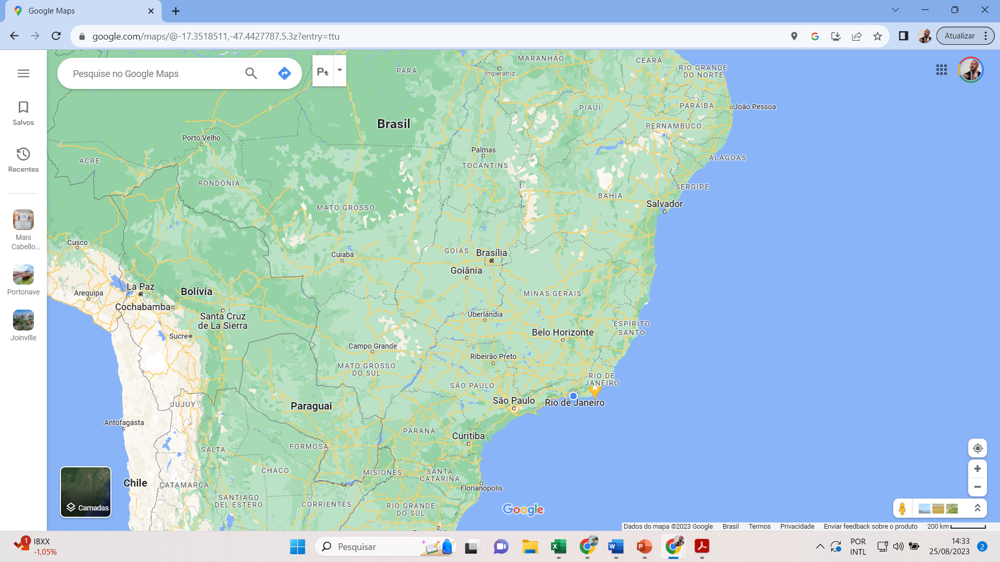 Google Maps
google.com/maps/@-17.3518511,-47.4427787,5.3z?entry=ttu
Atualizar
Pesquise no Google Maps
Salvos
Recentes
Mais
Cabello...
Portonave
Joinville
MARANHÃO
CEARÁ
PARÁ
RIO GRANDE
DO NORTE
Imperatriz
PIAUÍ
PARAÍBA
João Pessoa
Brasil
PERNAMBUCO
Porto Velho
Palmas
ACRE
ALAGOAS
TOCANTINS
RONDÔNIA
SERGIPE
BAHIA
Salvador
MATO GROSSO
Cusco
GOIÁS
Brasília
Cuiabá
Goiânia
La Paz
Arequipa
Bolívia
MINAS GERAIS
Cochabamba
Santa Cruz
de La Sierra
Uberlândia
ESPÍRITO
SANTO
Belo Horizonte
Sucre
Campo Grande
Ribeirão Preto
MATO GROSSO
DO SUL
RIO DE
JANEIRO
SÃO PAULO
São Paulo
Rio de Janeiro
JUJUY
Paraguai
Antofagasta
PARANÁ
Curitiba
SALTA
FORMOSA
CHACO
MISIONES
SANTA
CATARINA
Chile
CATAMARCA
Florianópolis
SANTIAGO
DEL ESTERO
CORRIENTES
RIO GRANDE
DO SUL
Camadas
Google
Dados do mapa ©2023 Google
Brasil
Termos
Privacidade
Enviar feedback sobre o produto
200 km
1
IBXX
-1,05%
Pesquisar
POR
INTL
14:33
25/08/2023
2